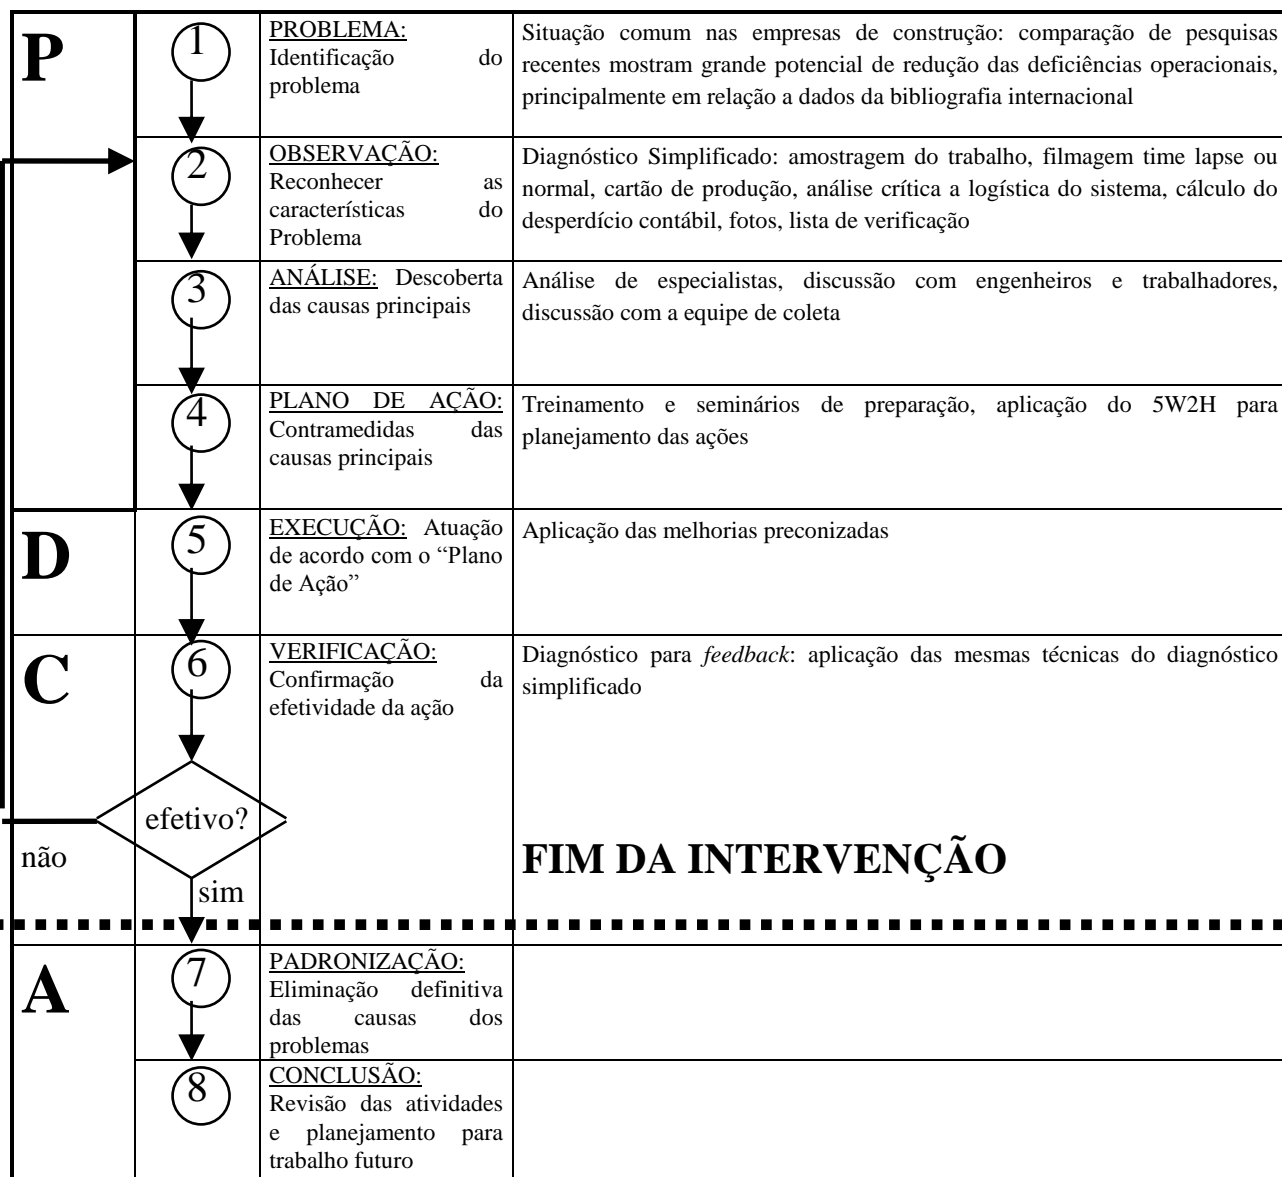 P
1
PROBLEMA:
Identificação do
problema
Situação comum nas empresas de construção: comparação de pesquisas
recentes mostram grande potencial de redução das deficiências operacionais,
principalmente em relação a dados da bibliografia internacional
2
OBSERVAÇÃO:
Reconhecer as
características do
Problema
Diagnóstico Simplificado: amostragem do trabalho, filmagem time lapse ou
normal, cartão de produção, análise crítica a logística do sistema, cálculo do
desperdício contábil, fotos, lista de verificação
3
ANÁLISE: Descoberta
das causas principais
Análise de especialistas, discussão com engenheiros e trabalhadores,
discussão com a equipe de coleta
4
PLANO DE AÇÃO:
Contramedidas das
causas principais
Treinamento e seminários de preparação, aplicação do 5W2H para
planejamento das ações
D
5
EXECUÇÃO: Atuação
de acordo com o “Plano
de Ação”
Aplicação das melhorias preconizadas
C
6
VERIFICAÇÃO:
Confirmação da
efetividade da ação
Diagnóstico para feedback: aplicação das mesmas técnicas do diagnóstico
simplificado
efetivo?
não
sim
FIM DA INTERVENÇÃO
A
7
PADRONIZAÇÃO:
Eliminação definitiva
das causas dos
problemas
8
CONCLUSÃO:
Revisão das atividades
e planejamento para
trabalho futuro